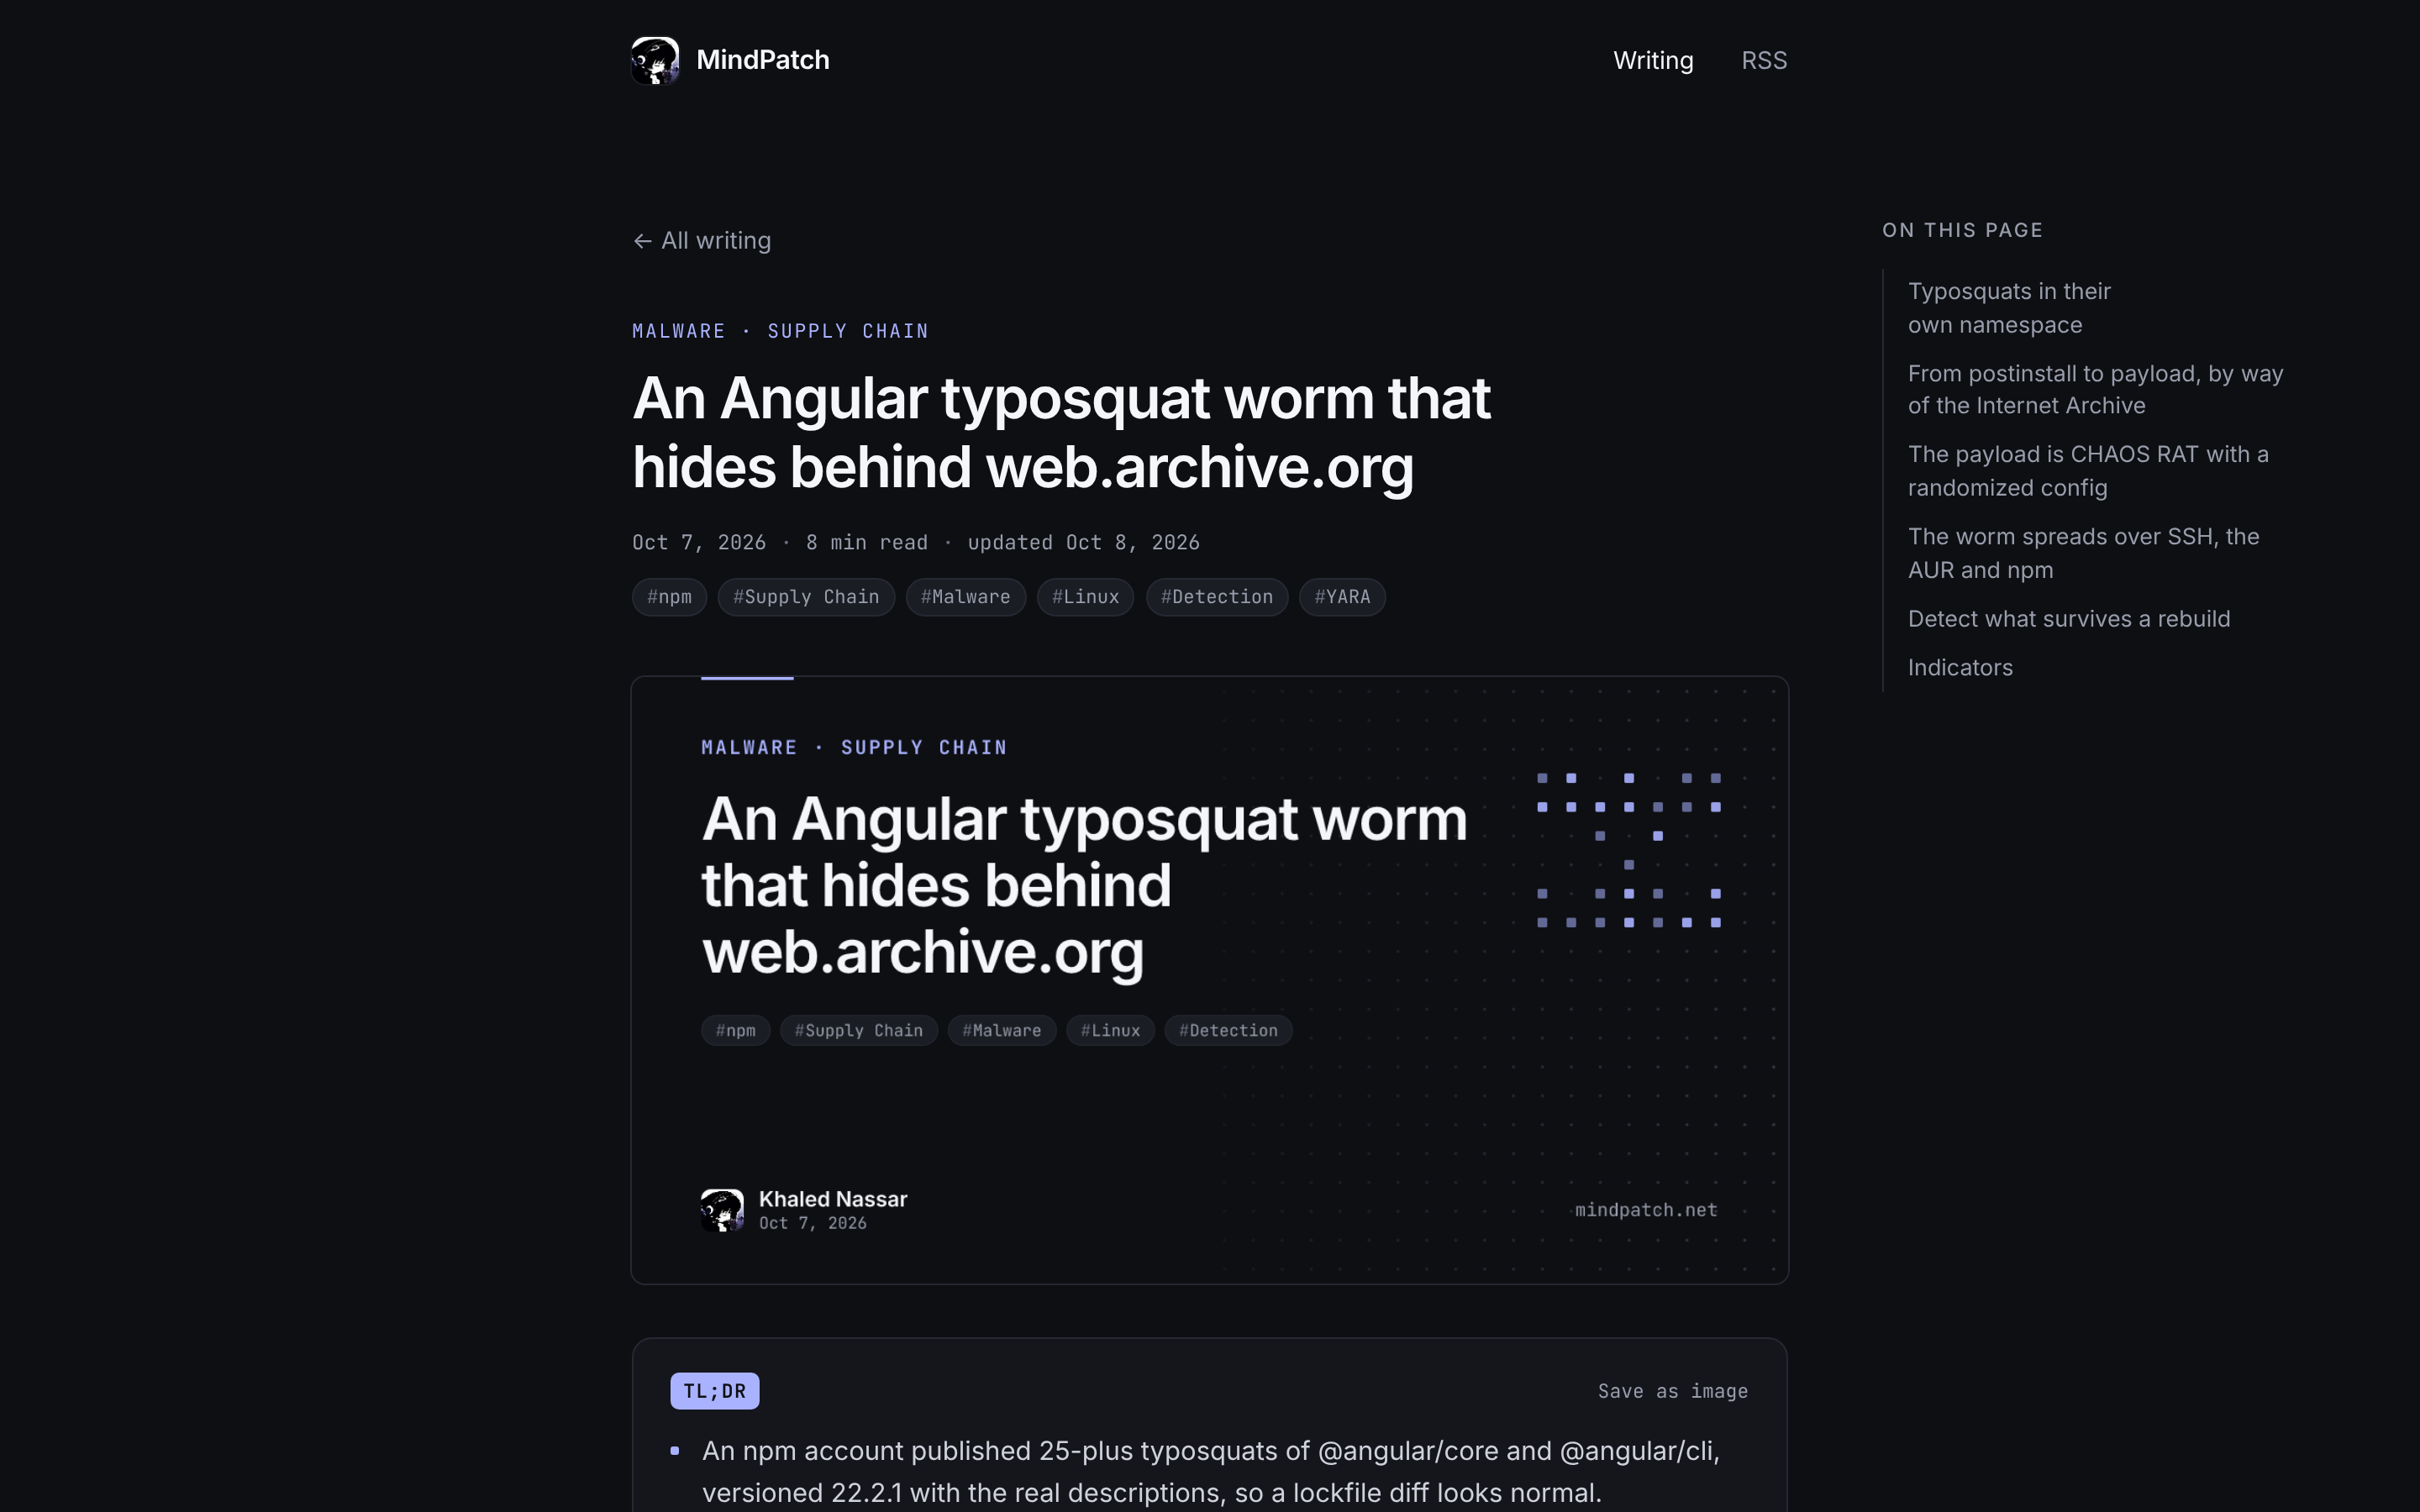 MindPatch
Writing
RSS
← All writing
MALWARE · SUPPLY CHAIN
An Angular typosquat worm that
hides behind web.archive.org
Oct 7, 2026 · 8 min read · updated Oct 8, 2026
#npm #Supply Chain #Malware #Linux #Detection #YARA
MALWARE · SUPPLY CHAIN
An Angular typosquat worm
that hides behind
web.archive.org
#npm #Supply Chain #Malware #Linux #Detection
Khaled Nassar
Oct 7, 2026
mindpatch.net
TL;DR
Save as image
An npm account published 25-plus typosquats of @angular/core and @angular/cli,
versioned 22.2.1 with the real descriptions, so a lockfile diff looks normal.
ON THIS PAGE
Typosquats in their
own namespace
From postinstall to payload, by way
of the Internet Archive
The payload is CHAOS RAT with a
randomized config
The worm spreads over SSH, the
AUR and npm
Detect what survives a rebuild
Indicators